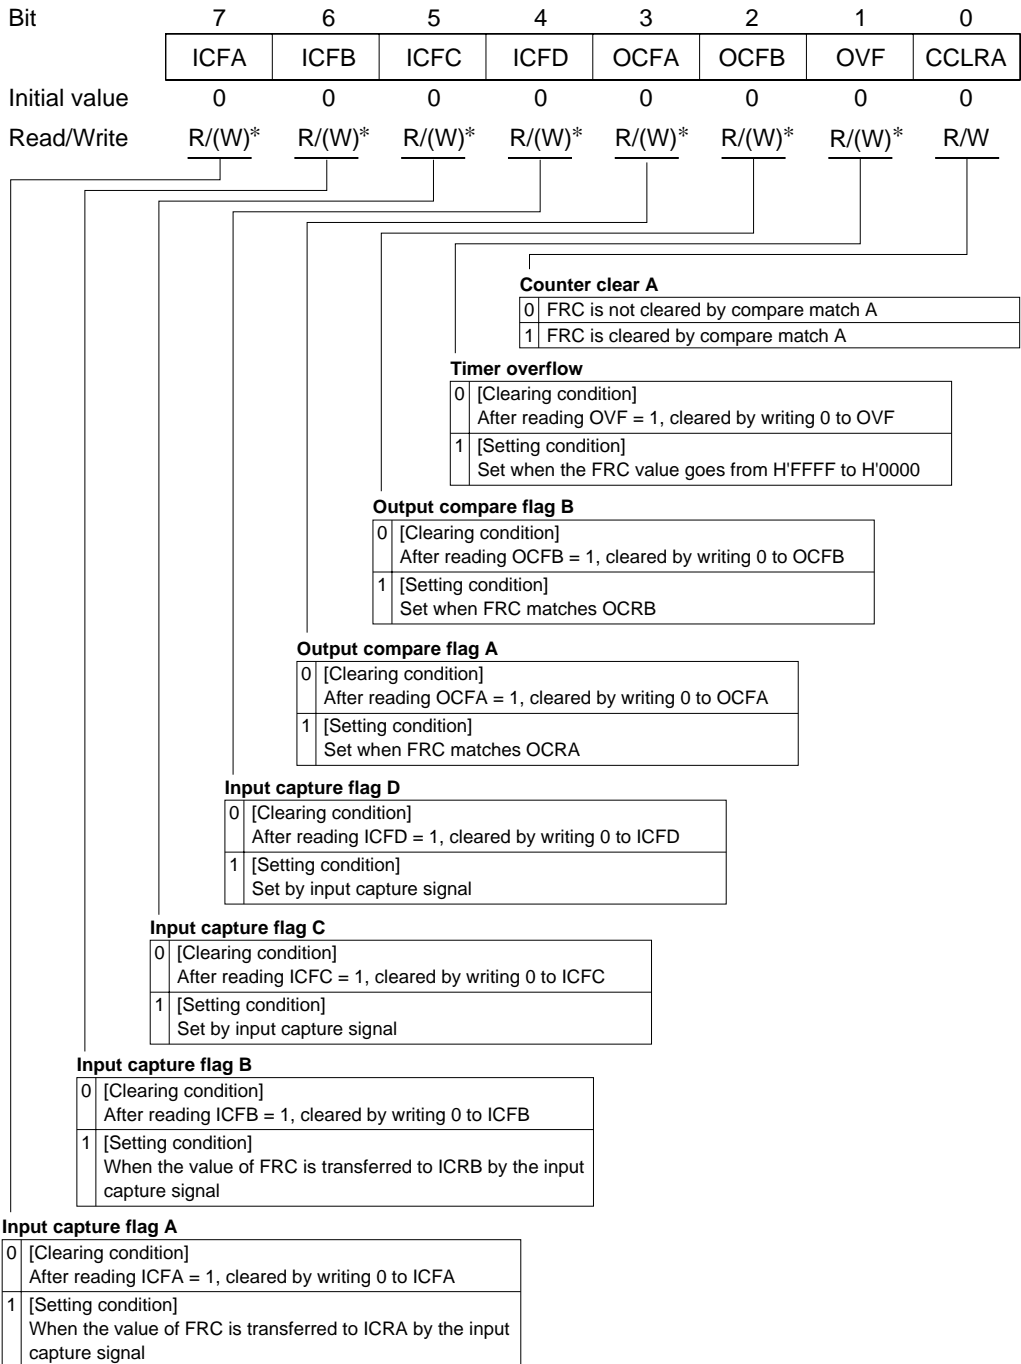 Bit 7 6 5 4 3 2 1 0
ICFA ICFB ICFC ICFD OCFA OCFB OVF CCLRA
Initial value 0 0 0 0 0 0 0 0
Read/Write R/(W)* R/(W)* R/(W)* R/(W)* R/(W)* R/(W)* R/(W)* R/W
Counter clear A
0 FRC is not cleared by compare match A
1 FRC is cleared by compare match A
Timer overflow
0 [Clearing condition]
After reading OVF = 1, cleared by writing 0 to OVF
1 [Setting condition]
Set when the FRC value goes from H'FFFF to H'0000
Output compare flag B
0 [Clearing condition]
After reading OCFB = 1, cleared by writing 0 to OCFB
1 [Setting condition]
Set when FRC matches OCRB
Output compare flag A
0 [Clearing condition]
After reading OCFA = 1, cleared by writing 0 to OCFA
1 [Setting condition]
Set when FRC matches OCRA
Input capture flag D
0 [Clearing condition]
After reading ICFD = 1, cleared by writing 0 to ICFD
1 [Setting condition]
Set by input capture signal
Input capture flag C
0 [Clearing condition]
After reading ICFC = 1, cleared by writing 0 to ICFC
1 [Setting condition]
Set by input capture signal
Input capture flag B
0 [Clearing condition]
After reading ICFB = 1, cleared by writing 0 to ICFB
1 [Setting condition]
When the value of FRC is transferred to ICRB by the input
capture signal
Input capture flag A
0 [Clearing condition]
After reading ICFA = 1, cleared by writing 0 to ICFA
1 [Setting condition]
When the value of FRC is transferred to ICRA by the input
capture signal